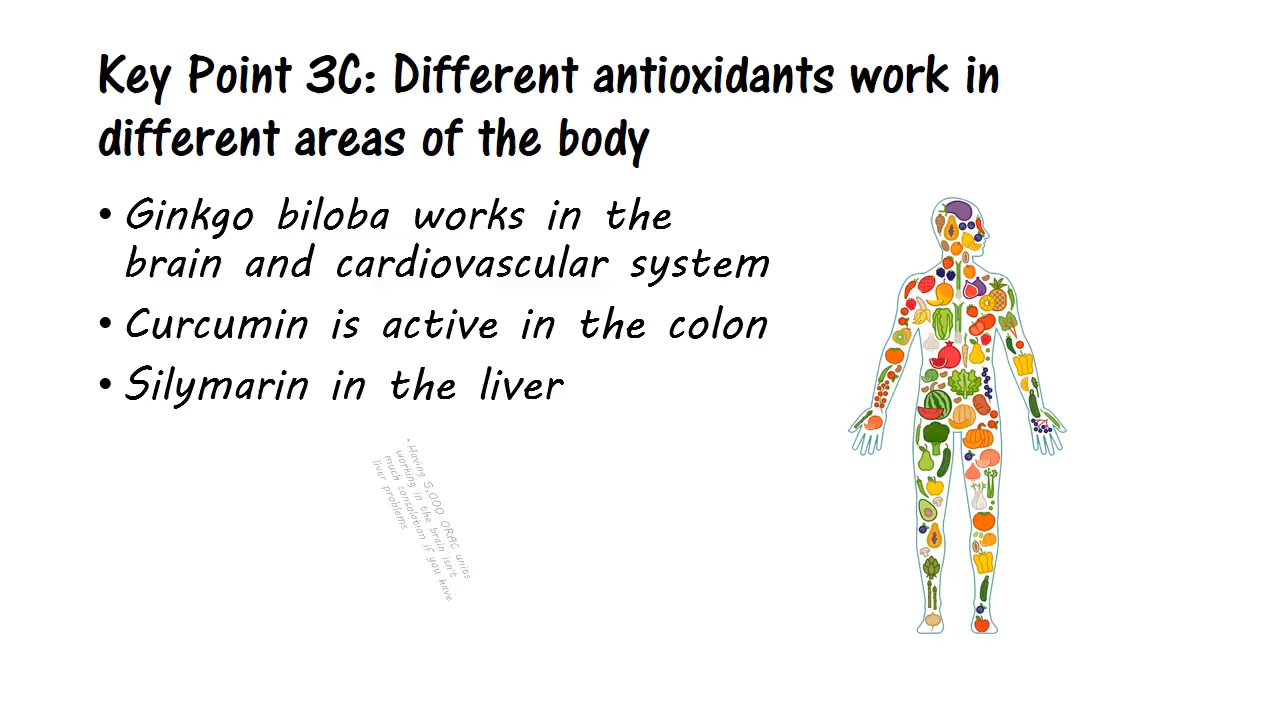 Key Point 3C: Different antioxidants work in
different areas of the body
• Ginkgo biloba works in the
brain and cardiovascular system
• Curcumin is active in the colon
• Silymarin in the liver
• Having 5,000 ORAC units
working in the brain isn't
much consolation if you have
liver problems